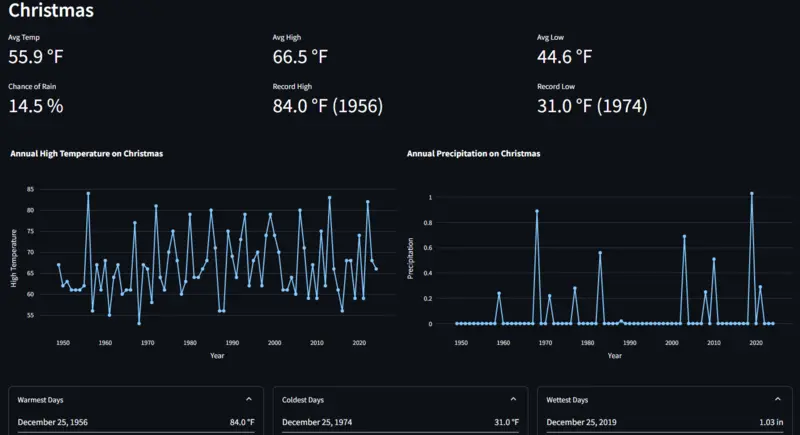 Christmas
Avg Temp Avg High Avg Low
55.9 °F 66.5 °F 44.6 °F
Chance of Rain Record High Record Low
14.5 % 84.0 °F (1956) 31.0 °F (1974)
Annual High Temperature on Christmas Annual Precipitation on Christmas
85
80
75
70
65
60
55
High Temperature
1950 1960 1970 1980 1990 2000 2010 2020
Year
1
0.8
0.6
0.4
0.2
0
Precipitation
1950 1960 1970 1980 1990 2000 2010 2020
Year
Warmest Days
December 25, 1956 84.0 °F
Coldest Days
December 25, 1974 31.0 °F
Wettest Days
December 25, 2019 1.03 in